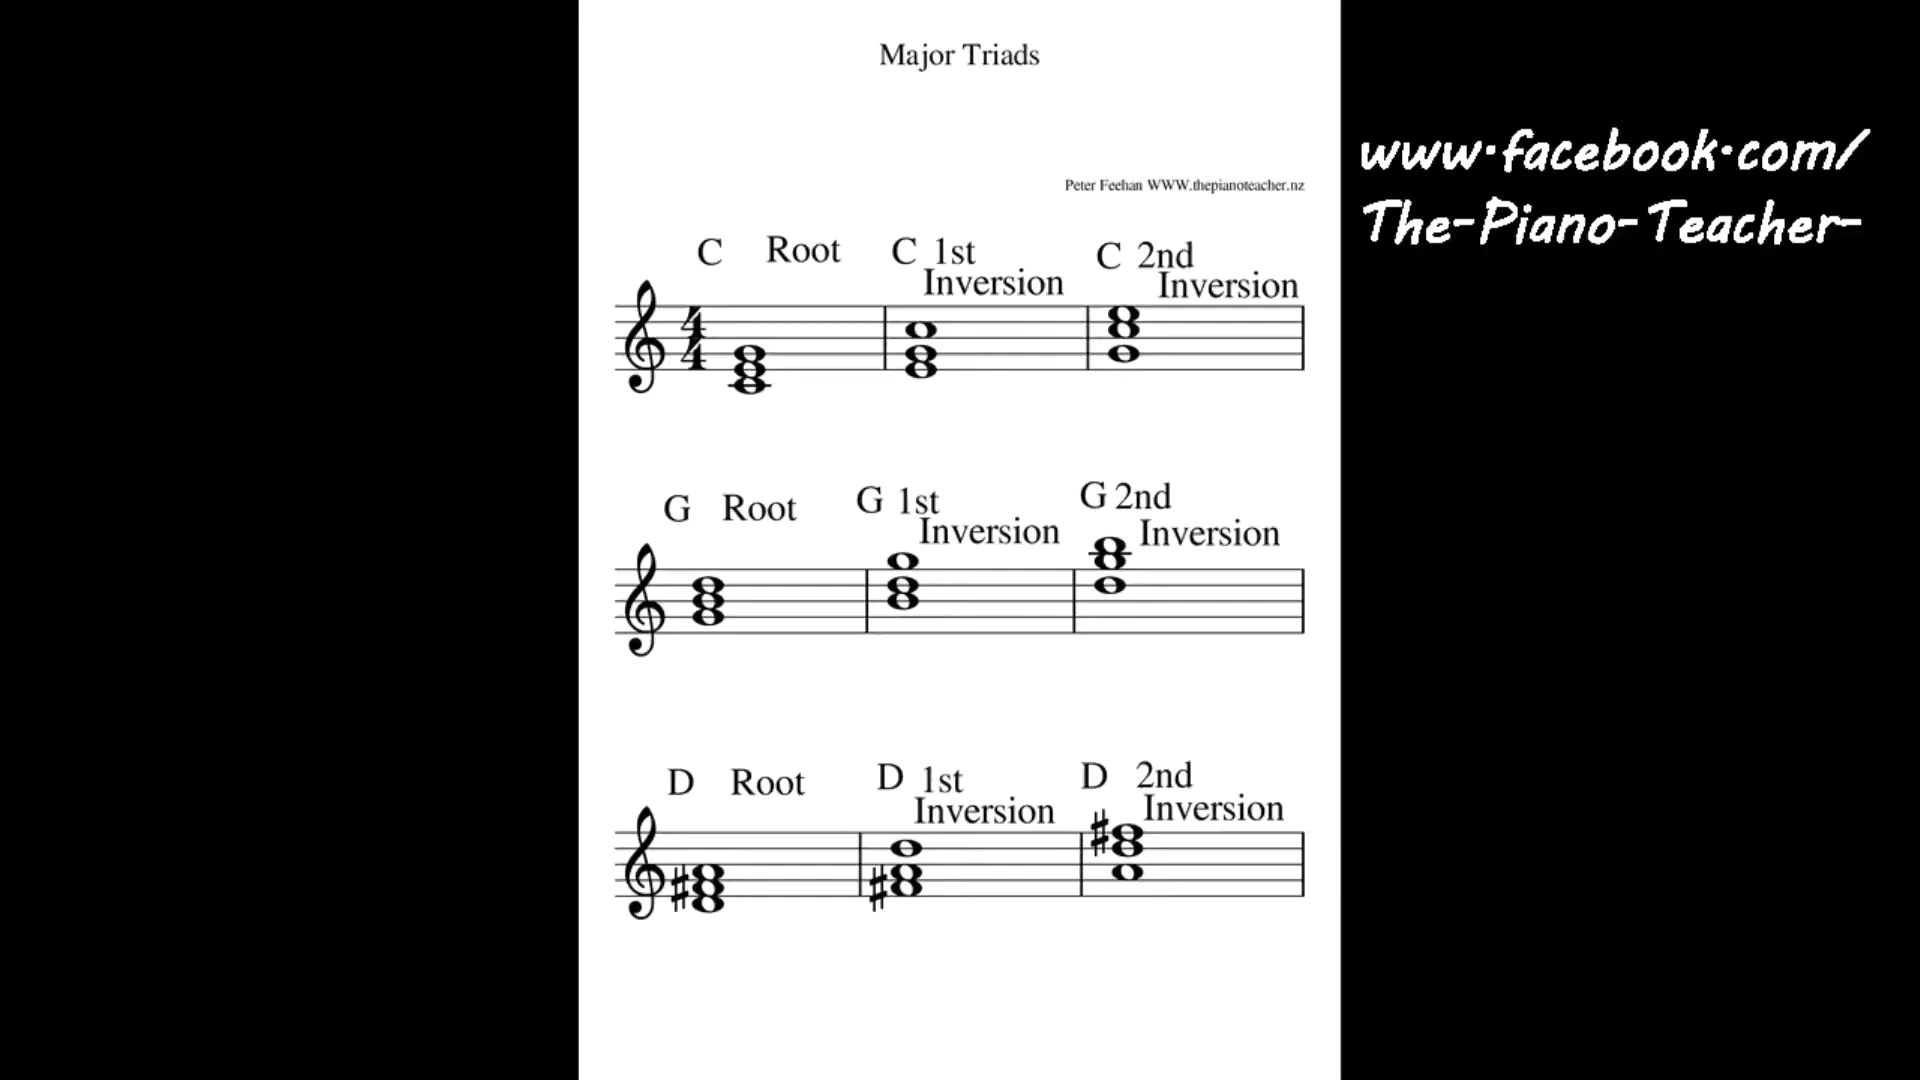 Major Triads
www.facebook.com/
The-Piano-Teacher-
Peter Feehan WWW.thepianoteacher.nz
C Root C 1st Inversion C 2nd Inversion
4
4
G Root G 1st Inversion G 2nd Inversion
D Root D 1st Inversion D 2nd Inversion